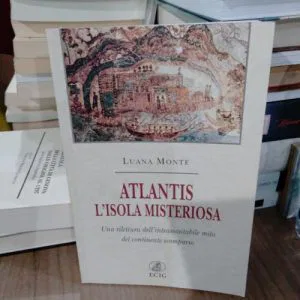 LUANA MONTE
ATLANTIS
L'ISOLA MISTERIOSA
Una rilettura dell'intramontabile mito
del continente scomparso
ECIG